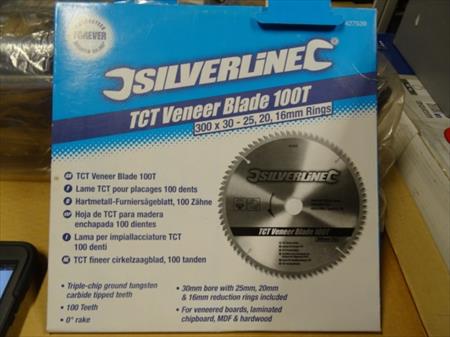 FOREVER
427539
SILVERLINE
TCT Veneer Blade 100T
300 x 30 - 25, 20, 16mm Rings
TCT Veneer Blade 100T
Lame TCT pour placages 100 dents
Hartmetall-Furniersägeblatt, 100 Zähne
Hoja de TCT para madera
enchapada 100 dientes
Lama per impiallacciature TCT
100 denti
TCT fineer cirkelzaagblad, 100 tanden
SILVERLINE
TCT Veneer Blade 100T
• Triple-chip ground tungsten
carbide tipped teeth
• 100 Teeth
• 0° rake
• 30mm bore with 25mm, 20mm
& 16mm reduction rings included
• For veneered boards, laminated
chipboard, MDF & hardwood